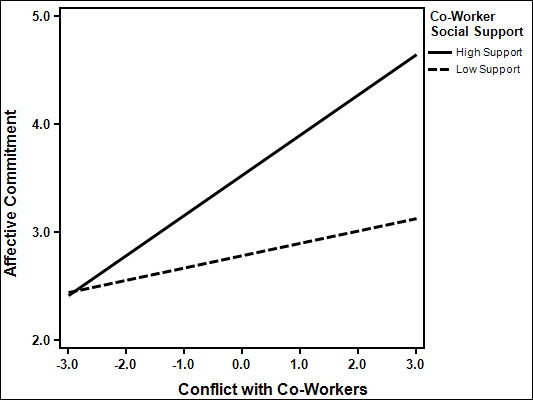 Co-Worker
Social Support
High Support
Low Support
Affective Commitment
5.0
4.0
3.0
2.0
-3.0 -2.0 -1.0 0.0 1.0 2.0 3.0
Conflict with Co-Workers